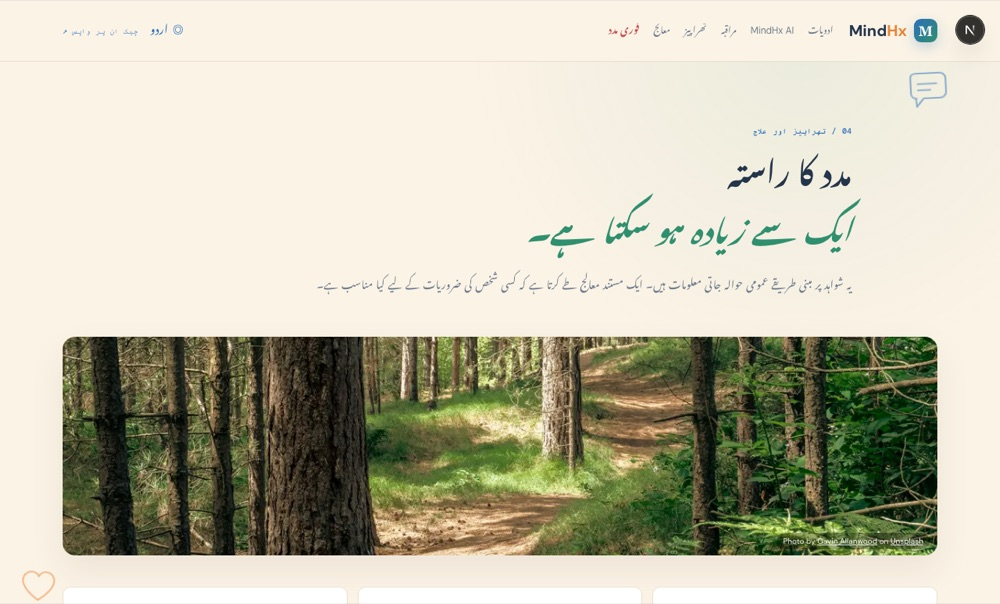 N
M MindHx
ادویات
MindHx AI
مراقبہ
تھراپیز
معالج
فوری مدد
اردو
چیک ان پر واپس ↗
04 / تھراپیز اور علاج
مدد کا راستہ
ایک سے زیادہ ہو سکتا ہے۔
یہ شواہد پر مبنی طریقے عمومی حوالہ جاتی معلومات ہیں۔ ایک مستند معالج طے کرتا ہے کہ کسی شخص کی ضروریات کے لیے کیا مناسب ہے۔
Photo by Gavin Allanwood on Unsplash